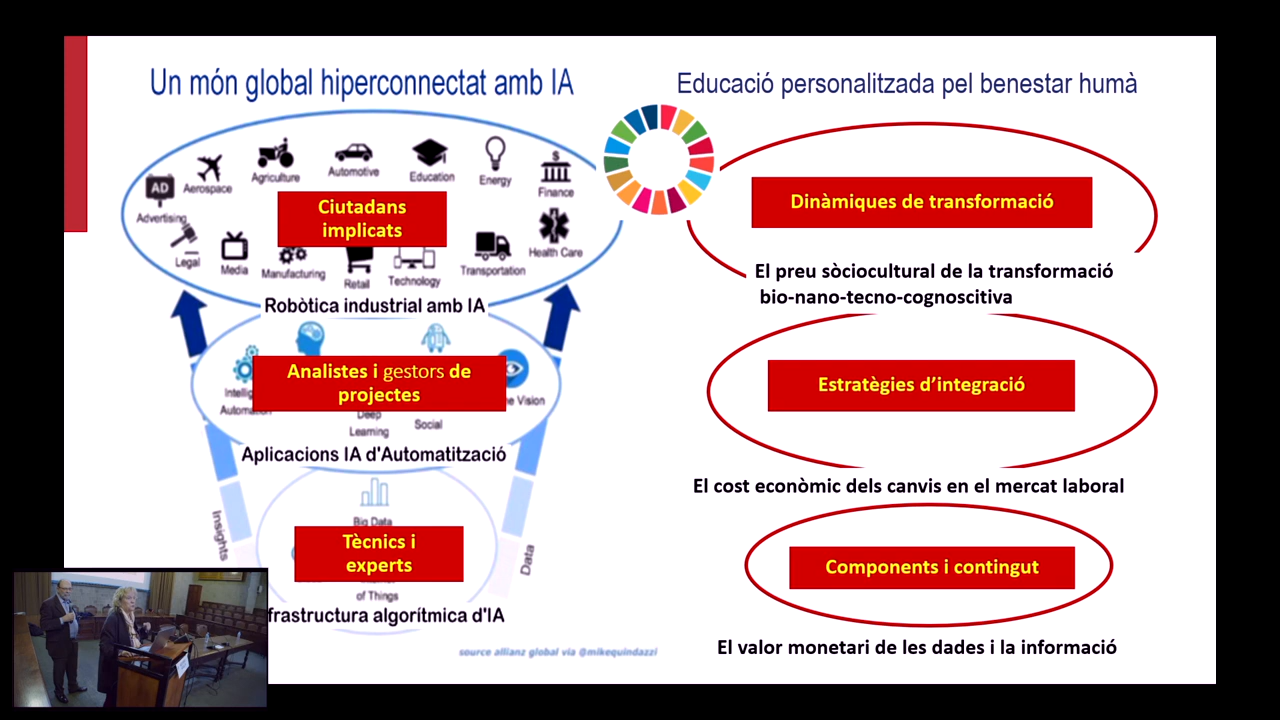 Un món global hiperconnectat amb IA
Educació personalitzada pel benestar humà
AD
Advertising
Aerospace
Agriculture
Automotive
Education
Energy
$
Finance
Ciutadans
implicats
Legal
Media
Manufacturing
Retail
Technology
Transportation
Health Care
Robòtica industrial amb IA
Analistes i gestors de
projectes
Deep
Learning
Social
Vision
Aplicacions IA d'Automatització
Insights
Big Data
Data
Tècnics i
experts
of Things
frastructura algorítmica d'IA
source allianz global via @mikequindazzi
Dinàmiques de transformació
El preu sòciocultural de la transformació
bio-nano-tecno-cognoscitiva
Estratègies d’integració
El cost econòmic dels canvis en el mercat laboral
Components i contingut
El valor monetari de les dades i la informació